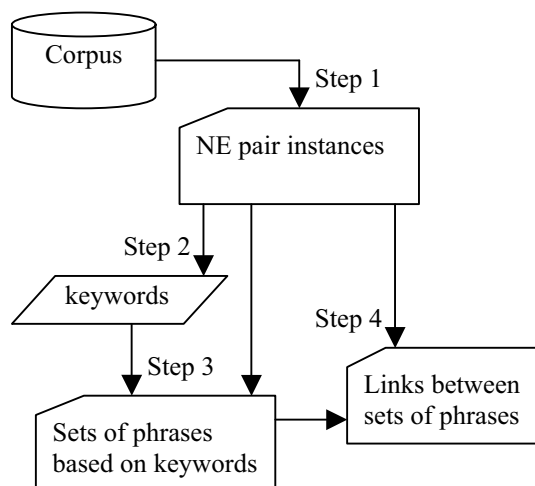 Corpus
Step 1
NE pair instances
Step 2
keywords
Step 4
Step 3
Links between
sets of phrases
Sets of phrases
based on keywords